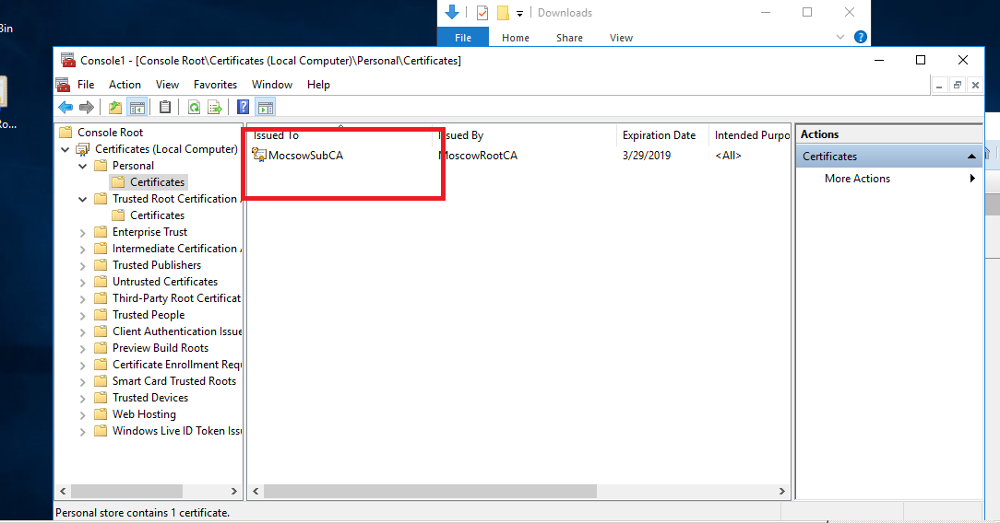 Bin
Downloads
File Home Share View
Console1 - [Console Root\Certificates (Local Computer)\Personal\Certificates]
File Action View Favorites Window Help
Ro...
Console Root
Certificates (Local Computer)
Personal
Certificates
Trusted Root Certification
Certificates
Enterprise Trust
Intermediate Certification
Trusted Publishers
Untrusted Certificates
Third-Party Root Certificat
Trusted People
Client Authentication Issue
Preview Build Roots
Certificate Enrollment Requ
Smart Card Trusted Roots
Trusted Devices
Web Hosting
Windows Live ID Token Issu
Issued To Issued By Expiration Date Intended Purpo
MocsowSubCA MoscowRootCA 3/29/2019 <All>
Actions
Certificates
More Actions
Personal store contains 1 certificate.